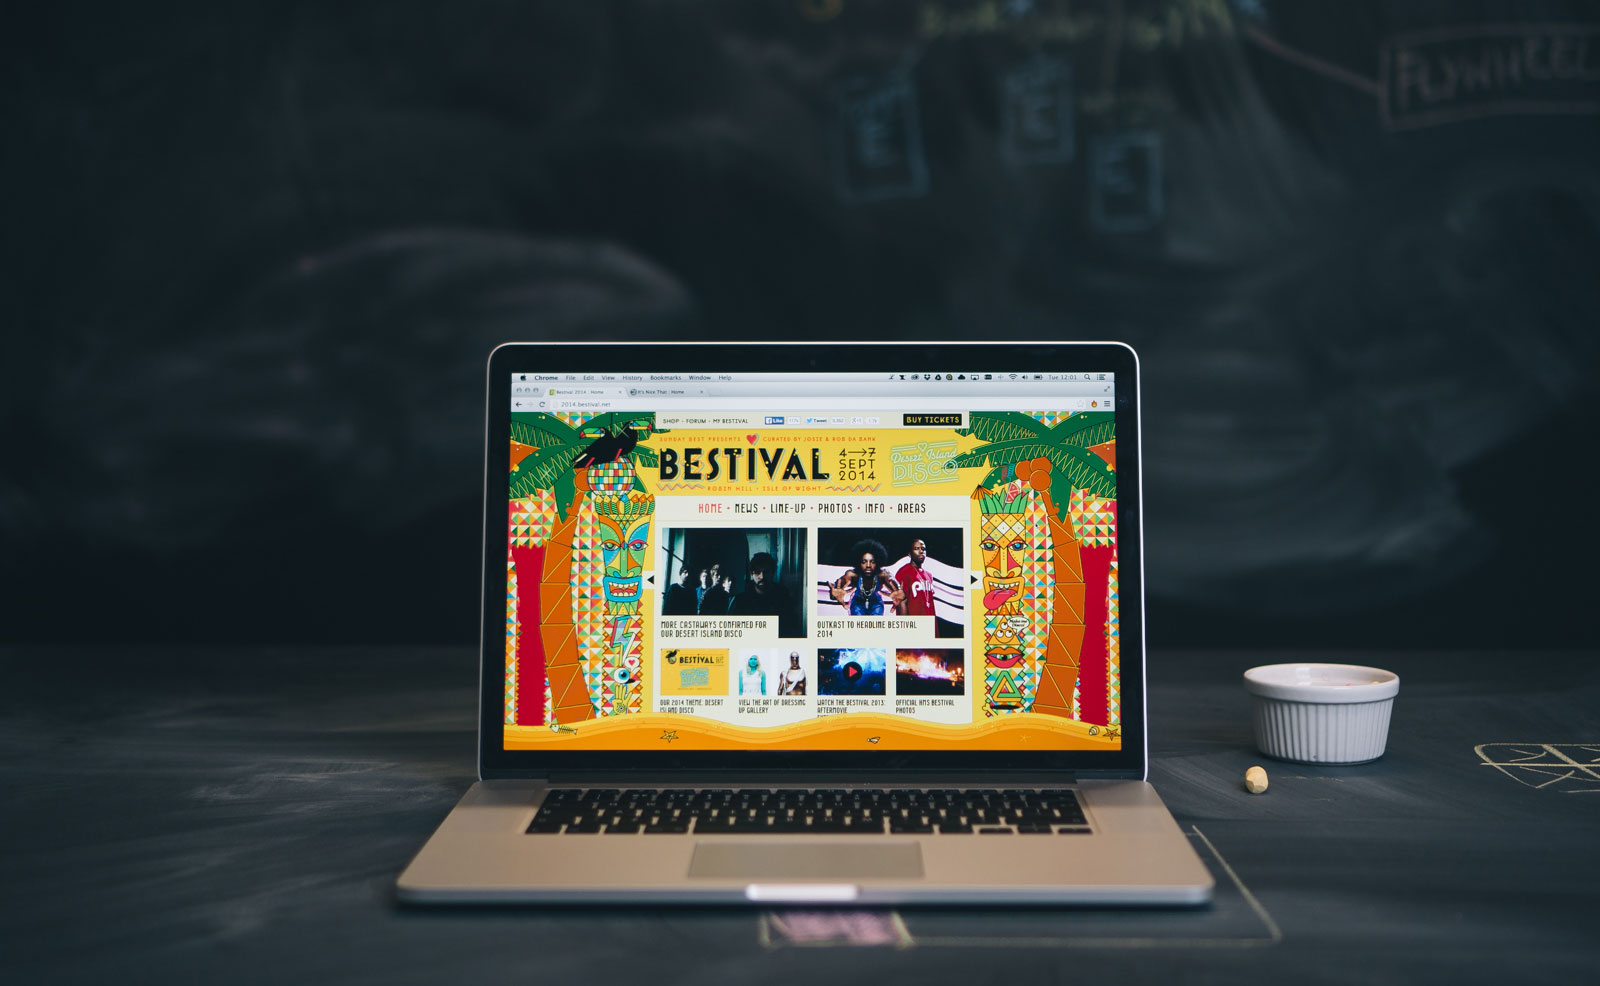 FLYWHEEL
Chrome File Edit View History Bookmarks Window Help Tue 12:01
Bestival 2014 : Home It's Nice That : Home
2014.bestival.net
SHOP • FORUM • MY BESTIVAL Like Tweet BUY TICKETS
SUNDAY BEST PRESENTS CURATED BY JOSIE & ROB DA BANK
BESTIVAL
4→7
SEPT
2014
Desert Island
DISCO
ROBIN HILL • ISLE OF WIGHT
HOME • NEWS • LINE-UP • PHOTOS • INFO • AREAS
MORE CASTAWAYS CONFIRMED FOR
OUR DESERT ISLAND DISCO
OUTKAST TO HEADLINE BESTIVAL
2014
BESTIVAL
OUR 2014 THEME: DESERT
ISLAND DISCO
VIEW THE ART OF DRESSING
UP GALLERY
WATCH THE BESTIVAL 2013
AFTERMOVIE
OFFICIAL HMS BESTIVAL
PHOTOS